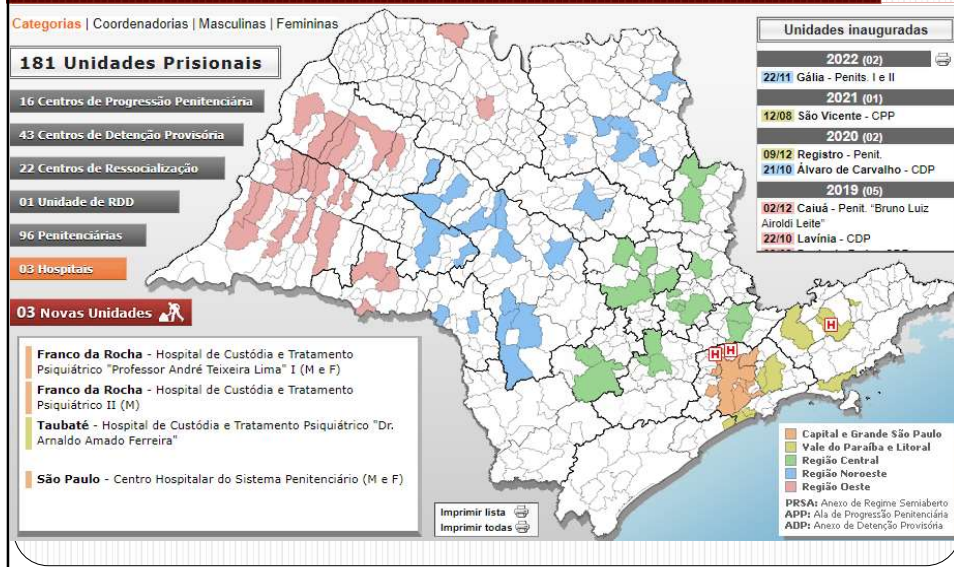 Categorias | Coordenadorias | Masculinas | Femininas
181 Unidades Prisionais
16 Centros de Progressão Penitenciária
43 Centros de Detenção Provisória
22 Centros de Ressocialização
01 Unidade de RDD
96 Penitenciárias
03 Hospitais
03 Novas Unidades
Franco da Rocha - Hospital de Custódia e Tratamento
Psiquiátrico "Professor André Teixeira Lima" I (M e F)
Franco da Rocha - Hospital de Custódia e Tratamento
Psiquiátrico II (M)
Taubaté - Hospital de Custódia e Tratamento Psiquiátrico "Dr.
Arnaldo Amado Ferreira"
São Paulo - Centro Hospitalar do Sistema Penitenciário (M e F)
Imprimir lista
Imprimir todas
H
H
H
Unidades inauguradas
2022 (02)
22/11 Gália - Penits. I e II
2021 (01)
12/08 São Vicente - CPP
2020 (02)
09/12 Registro - Penit.
21/10 Álvaro de Carvalho - CDP
2019 (05)
02/12 Caiuá - Penit. "Bruno Luiz
Airoldi Leite"
22/10 Lavínia - CDP
Capital e Grande São Paulo
Vale do Paraíba e Litoral
Região Central
Região Noroeste
Região Oeste
PRSA: Anexo de Regime Semiaberto
APP: Ala de Progressão Penitenciária
ADP: Anexo de Detenção Provisória